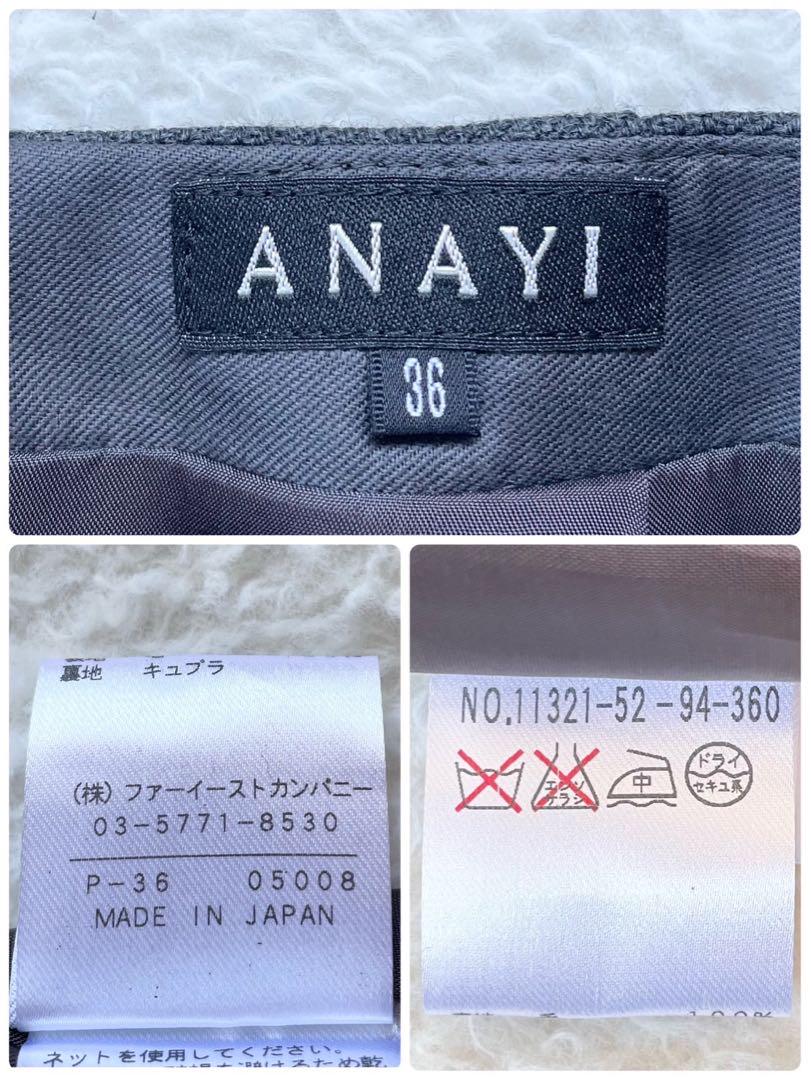 ANAYI
36
裏地 キュプラ
(株) ファーイーストカンパニー
03-5771-8530
P-36 05008
MADE IN JAPAN
ネットを使用してください。
NO.11321-52-94-360
エンソ
チラシ
中
ドライ
セキユ系
100%